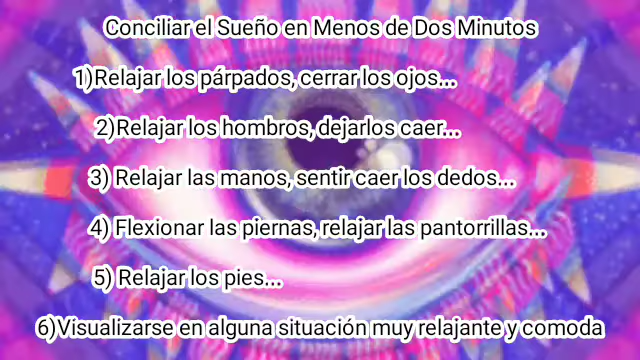 Conciliar el Sueño en Menos de Dos Minutos
1)Relajar los párpados, cerrar los ojos...
2)Relajar los hombros, dejarlos caer...
3) Relajar las manos, sentir caer los dedos...
4) Flexionar las piernas, relajar las pantorrillas...
5) Relajar los pies...
6)Visualizarse en alguna situación muy relajante y comoda